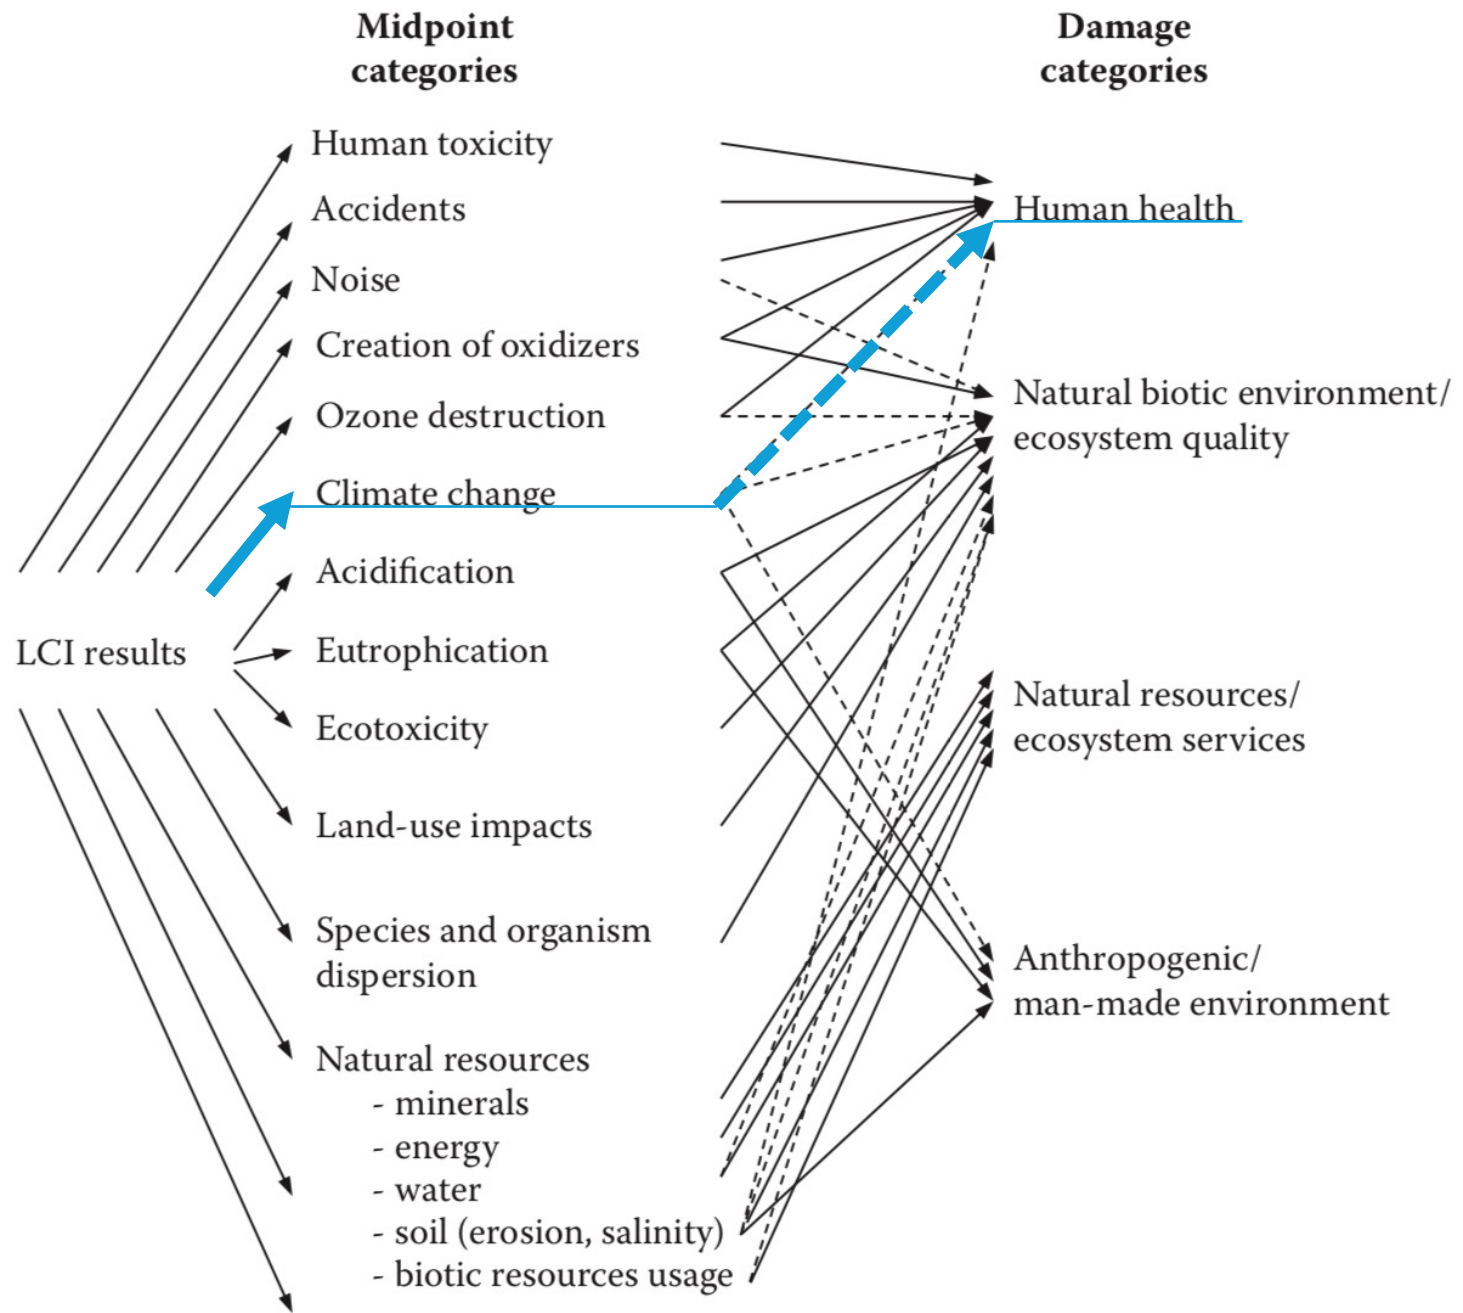 Midpoint
categories
Damage
categories
Human toxicity
Accidents
Noise
Creation of oxidizers
Ozone destruction
Climate change
Acidification
LCI results
Eutrophication
Ecotoxicity
Land-use impacts
Species and organism
dispersion
Natural resources
- minerals
- energy
- water
- soil (erosion, salinity)
- biotic resources usage
Human health
Natural biotic environment/
ecosystem quality
Natural resources/
ecosystem services
Anthropogenic/
man-made environment